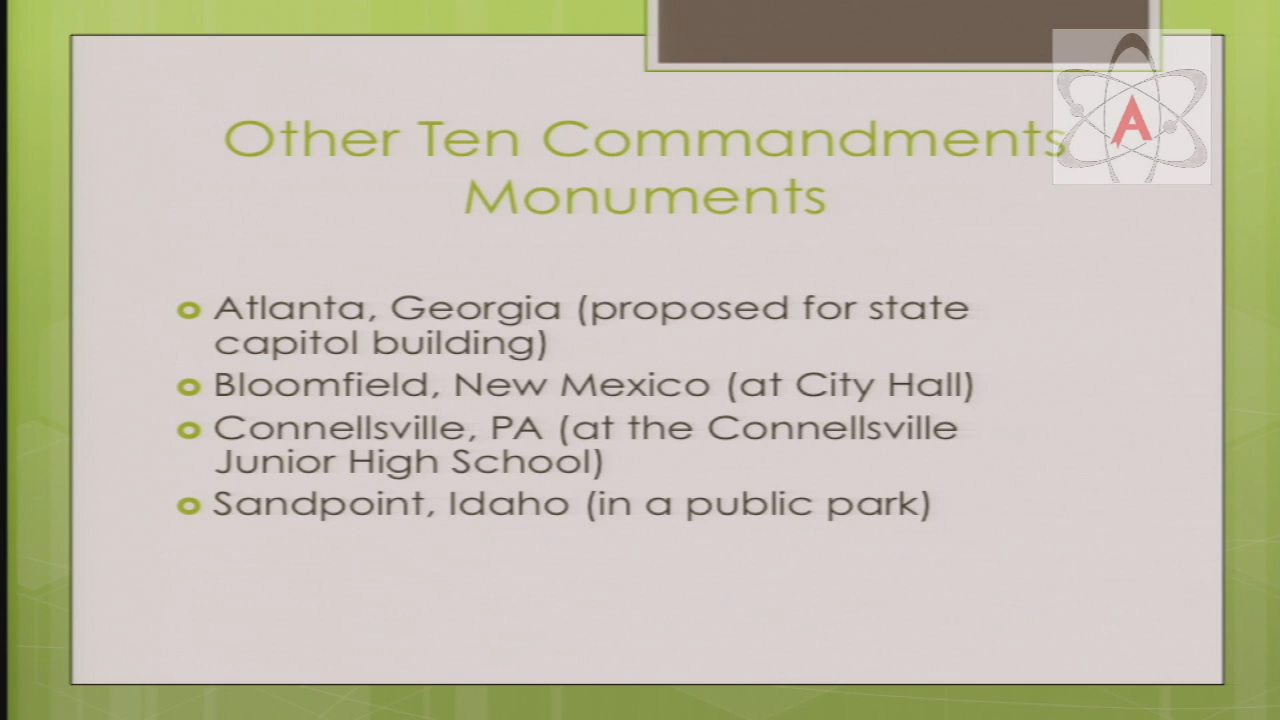 Other Ten Commandments
Monuments
Atlanta, Georgia (proposed for state
capitol building)
Bloomfield, New Mexico (at City Hall)
Connellsville, PA (at the Connellsville
Junior High School)
Sandpoint, Idaho (in a public park)
A